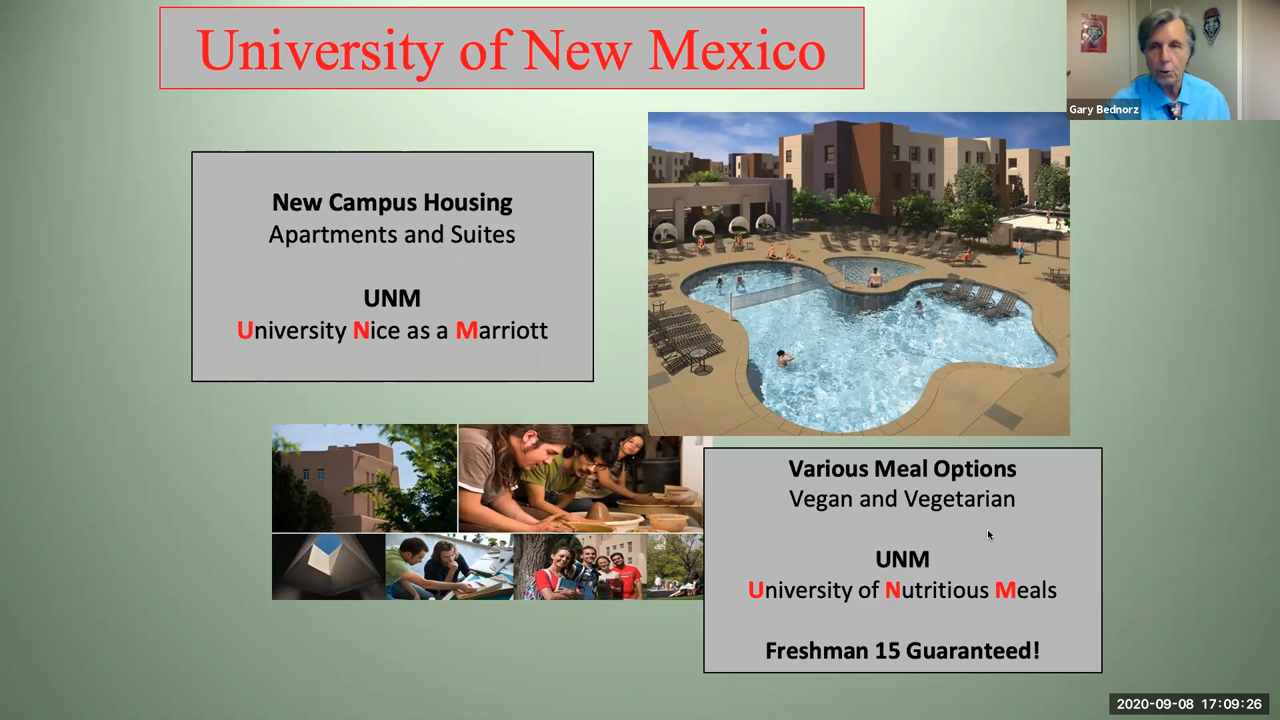 University of New Mexico
Gary Bednorz
New Campus Housing
Apartments and Suites
UNM
University Nice as a Marriott
Various Meal Options
Vegan and Vegetarian
UNM
University of Nutritious Meals
Freshman 15 Guaranteed!
2020-09-08 17:09:26